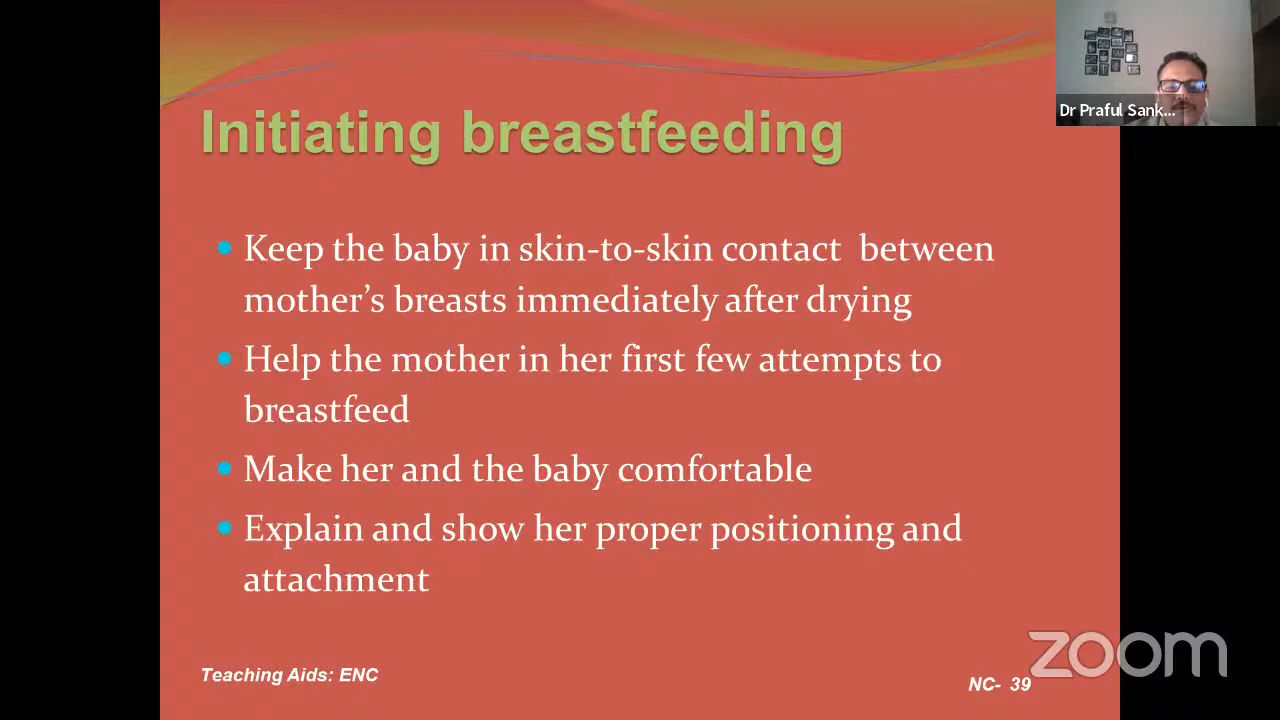 Dr Praful Sank...
Initiating breastfeeding
Keep the baby in skin-to-skin contact between
mother's breasts immediately after drying
Help the mother in her first few attempts to
breastfeed
Make her and the baby comfortable
Explain and show her proper positioning and
attachment
Teaching Aids: ENC
NC- 39
zoom